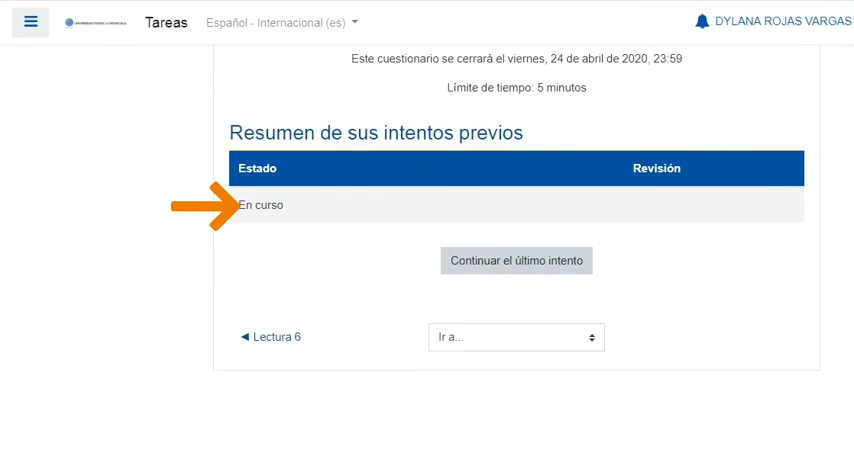 Tareas
Español - Internacional (es)
DYLANA ROJAS VARGAS
Este cuestionario se cerrará el viernes, 24 de abril de 2020, 23:59
Límite de tiempo: 5 minutos
Resumen de sus intentos previos
Estado Revisión
En curso
Continuar el último intento
◄ Lectura 6
Ir a...